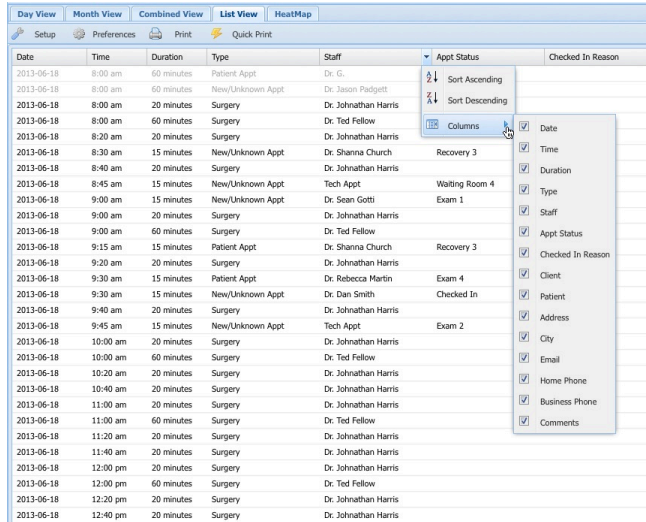 Day View Month View Combined View List View HeatMap
Setup Preferences Print Quick Print
Date Time Duration Type Staff Appt Status Checked In Reason
2013-06-18 8:00 am 60 minutes Patient Appt Dr. G.
2013-06-18 8:00 am 60 minutes New/Unknown Appt Dr. Jason Padgett
2013-06-18 8:00 am 20 minutes Surgery Dr. Johnathan Harris
2013-06-18 8:00 am 60 minutes Surgery Dr. Ted Fellow
2013-06-18 8:20 am 20 minutes Surgery Dr. Johnathan Harris
2013-06-18 8:30 am 15 minutes New/Unknown Appt Dr. Shanna Church Recovery 3
2013-06-18 8:40 am 20 minutes Surgery Dr. Johnathan Harris
2013-06-18 8:45 am 15 minutes New/Unknown Appt Tech Appt Waiting Room 4
2013-06-18 9:00 am 15 minutes New/Unknown Appt Dr. Sean Gotti Exam 1
2013-06-18 9:00 am 20 minutes Surgery Dr. Johnathan Harris
2013-06-18 9:00 am 60 minutes Surgery Dr. Ted Fellow
2013-06-18 9:15 am 15 minutes Patient Appt Dr. Shanna Church Recovery 3
2013-06-18 9:20 am 20 minutes Surgery Dr. Johnathan Harris
2013-06-18 9:30 am 15 minutes Patient Appt Dr. Rebecca Martin Exam 4
2013-06-18 9:30 am 15 minutes New/Unknown Appt Dr. Dan Smith Checked In
2013-06-18 9:40 am 20 minutes Surgery Dr. Johnathan Harris
2013-06-18 9:45 am 15 minutes New/Unknown Appt Tech Appt Exam 2
2013-06-18 10:00 am 20 minutes Surgery Dr. Johnathan Harris
2013-06-18 10:00 am 60 minutes Surgery Dr. Ted Fellow
2013-06-18 10:20 am 20 minutes Surgery Dr. Johnathan Harris
2013-06-18 10:40 am 20 minutes Surgery Dr. Johnathan Harris
2013-06-18 11:00 am 20 minutes Surgery Dr. Johnathan Harris
2013-06-18 11:00 am 60 minutes Surgery Dr. Ted Fellow
2013-06-18 11:20 am 20 minutes Surgery Dr. Johnathan Harris
2013-06-18 11:40 am 20 minutes Surgery Dr. Johnathan Harris
2013-06-18 12:00 pm 20 minutes Surgery Dr. Johnathan Harris
2013-06-18 12:00 pm 60 minutes Surgery Dr. Ted Fellow
2013-06-18 12:20 pm 20 minutes Surgery Dr. Johnathan Harris
2013-06-18 12:40 pm 20 minutes Surgery Dr. Johnathan Harris
Sort Ascending
Sort Descending
Columns
Date
Time
Duration
Type
Staff
Appt Status
Checked In Reason
Client
Patient
Address
City
Email
Home Phone
Business Phone
Comments